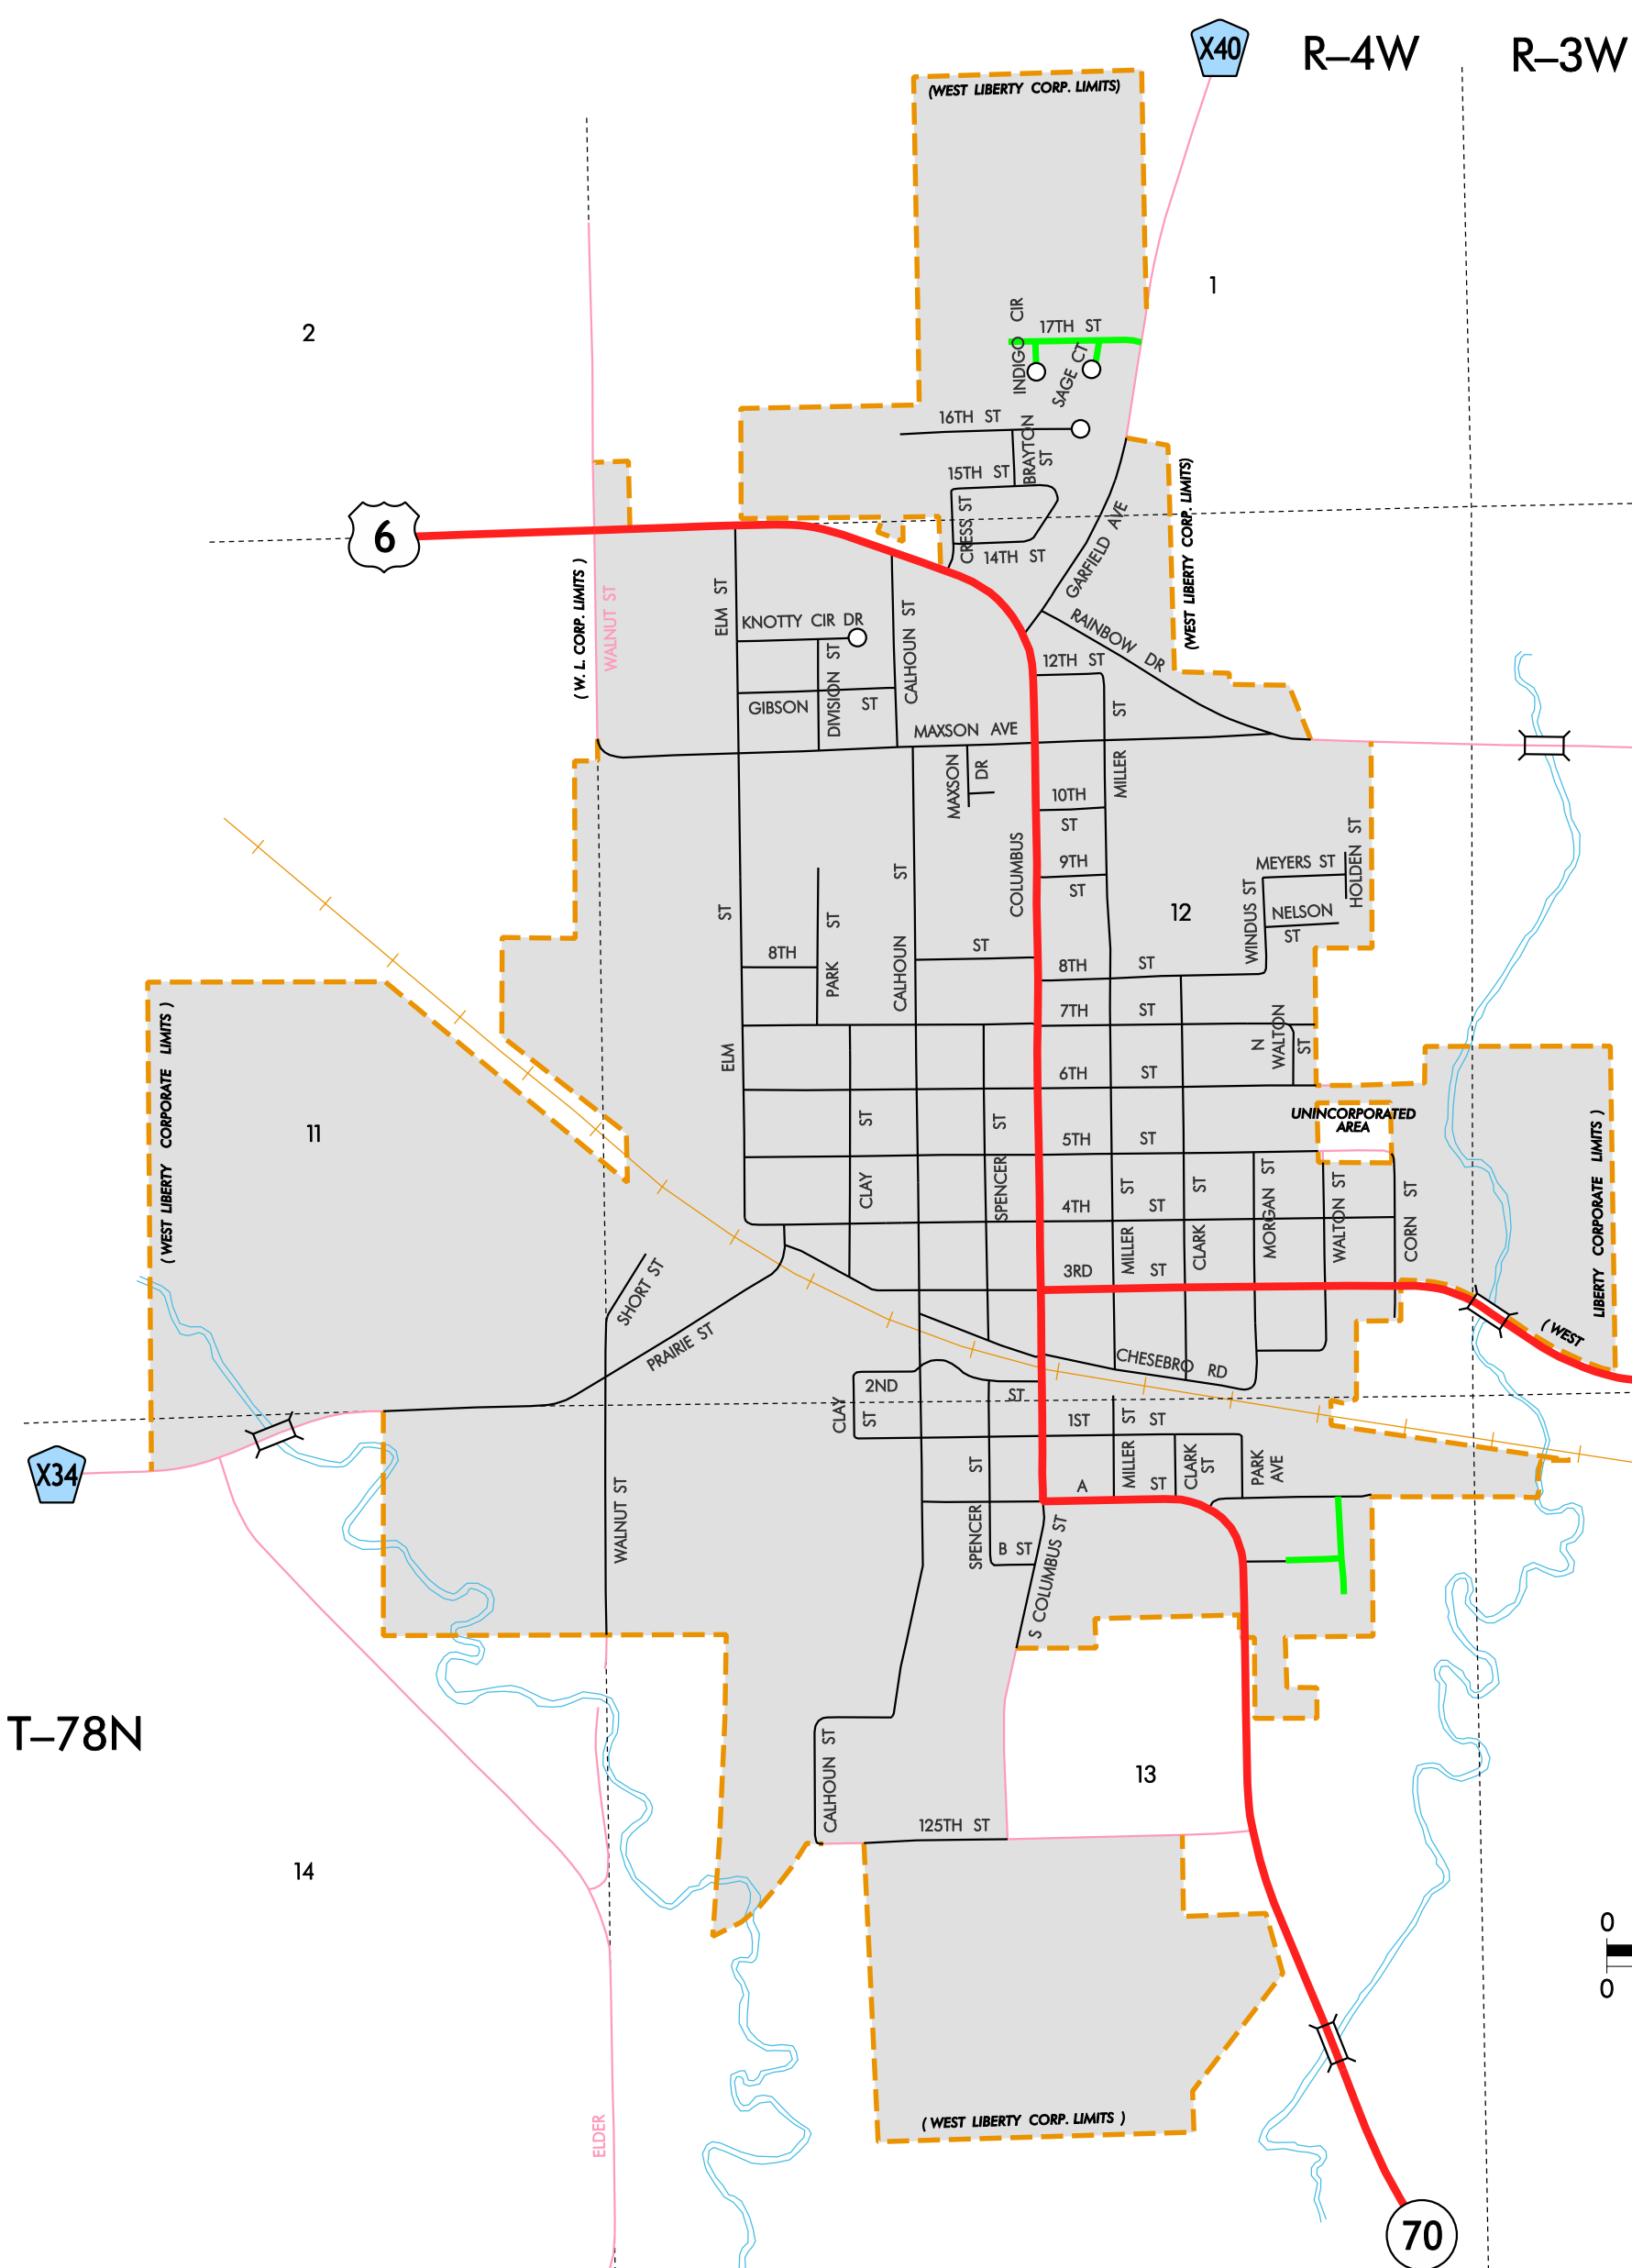 X40
R–4W
R–3W
(WEST LIBERTY CORP. LIMITS)
1
2
INDIGO CIR
17TH ST
SAGE CT
16TH ST
BRAYTON ST
15TH ST
CRESS ST
14TH ST
GARFIELD AVE
(WEST LIBERTY CORP. LIMITS)
6
(W. L. CORP. LIMITS )
WALNUT ST
ELM ST
KNOTTY CIR DR
DIVISION ST
CALHOUN ST
GIBSON ST
RAINBOW DR
12TH ST
MAXSON AVE
MILLER ST
MAXSON DR
10TH
ST
COLUMBUS
9TH
ST
MEYERS ST
HOLDEN ST
WINDUS ST
NELSON
ST
12
ELM ST
8TH
PARK ST
CALHOUN ST
ST
8TH ST
7TH ST
N WALTON ST
6TH ST
( WEST LIBERTY CORPORATE LIMITS )
11
UNINCORPORATED
AREA
5TH ST
CLAY ST
SPENCER ST
4TH ST
MILLER ST
CLARK ST
MORGAN ST
WALTON ST
CORN ST
3RD ST
( WEST
LIBERTY CORPORATE LIMITS )
SHORT ST
PRAIRIE ST
CHESEBRO RD
2ND ST
CLAY ST
1ST ST
MILLER ST
CLARK ST
PARK AVE
X34
WALNUT ST
SPENCER ST
A ST
B ST
S COLUMBUS ST
T–78N
13
CALHOUN ST
125TH ST
14
0
0
ELDER
( WEST LIBERTY CORP. LIMITS )
70